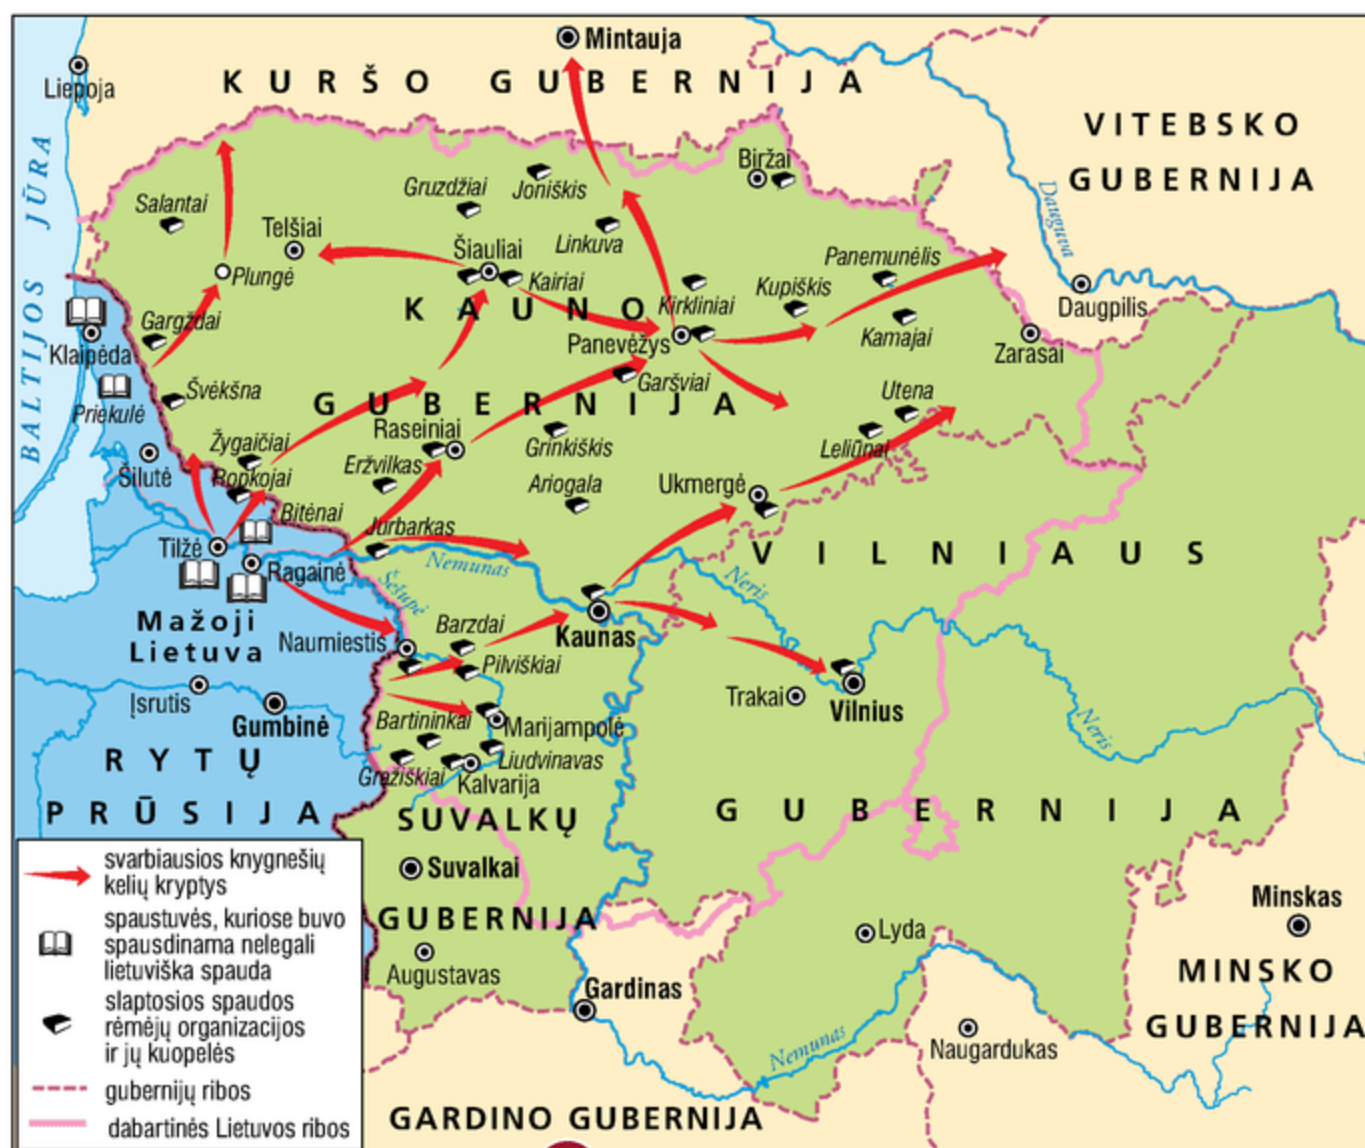 Mintauja
Liepoja
KURŠO GUBERNIJA
VITEBSKO
GUBERNIJA
BALTIJOS JŪRA
Biržai
Joniškis
Gruzdžiai
Salantai
Telšiai
Linkuva
Šiauliai
Kairiai
Plungė
Panemunėlis
Dauguva
Daugpilis
Kupiškis
Kirkliniai
KAUNO
Gargždai
Klaipėda
Panevėžys
Kamajai
Zarasai
Priekulė
Švėkšna
Garšviai
GUBERNIJA
Utena
Raseiniai
Grinkiškis
Leliūnai
Žygaičiai
Šilutė
Ropkojai
Eržvilkas
Ariogala
Ukmergė
Bitėnai
Jurbarkas
Tilžė
Ragainė
Nemunas
VILNIAUS
Neris
Šešupė
Mažoji
Lietuva
Naumiestis
Barzdai
Kaunas
Pilviškiai
Įsrutis
Gumbinė
Trakai
Vilnius
Neris
Bartininkai
Marijampolė
Liudvinavas
Gražiškiai
Kalvarija
RYTŲ
PRŪSIJA
SUVALKŲ
GUBERNIJA
GUBERNIJA
Suvalkai
Augustavas
Lyda
Minskas
MINSKO
GUBERNIJA
Gardinas
Nemunas
Naugardukas
GARDINO GUBERNIJA
svarbiausios knygnešių
kelių kryptys
spaustuvės, kuriose buvo
spausdinama nelegali
lietuviška spauda
slaptosios spaudos
rėmėjų organizacijos
ir jų kuopelės
gubernijų ribos
dabartinės Lietuvos ribos